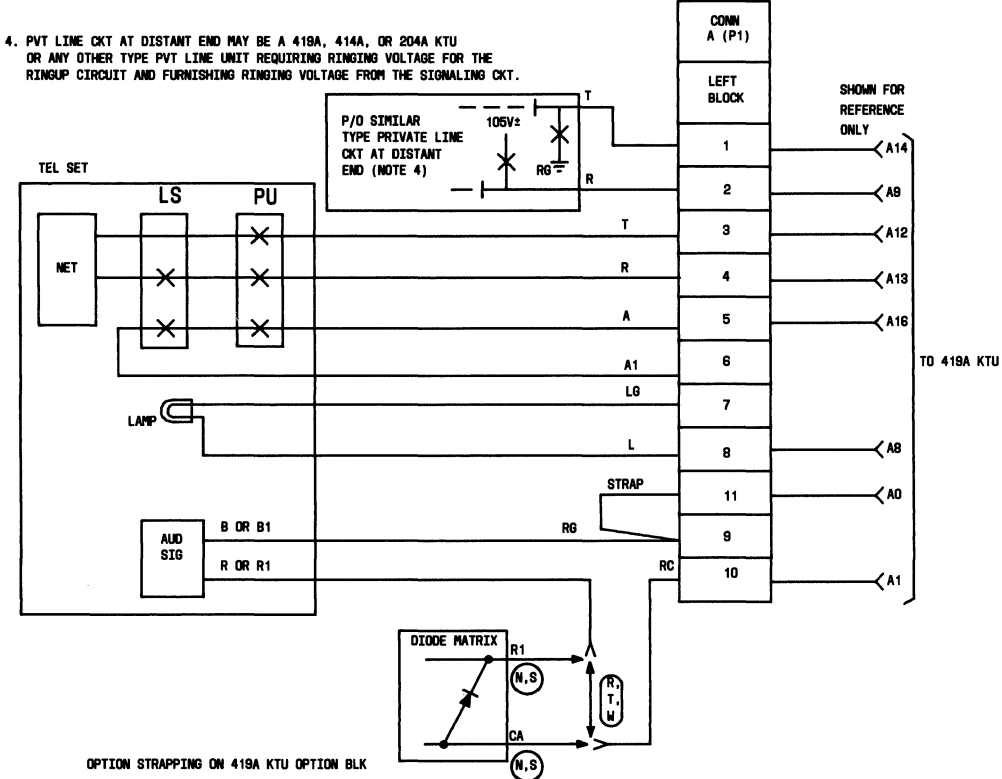 4. PVT LINE CKT AT DISTANT END MAY BE A 419A, 414A, OR 204A KTU
OR ANY OTHER TYPE PVT LINE UNIT REQUIRING RINGING VOLTAGE FOR THE
RINGUP CIRCUIT AND FURNISHING RINGING VOLTAGE FROM THE SIGNALING CKT.
CONN
A (P1)
LEFT
BLOCK
SHOWN FOR
REFERENCE
ONLY
P/O SIMILAR
TYPE PRIVATE LINE
CKT AT DISTANT
END (NOTE 4)
105V±
RG
T
R
1
A14
2
A9
TEL SET
LS
PU
NET
T
3
A12
R
4
A13
A
5
A16
A1
6
TO 419A KTU
LAMP
LG
7
L
8
A8
STRAP
11
A0
AUD
SIG
B OR B1
RG
9
R OR R1
RC
10
A1
DIODE MATRIX
R1
N,S
R,
T,
W
CA
N,S
OPTION STRAPPING ON 419A KTU OPTION BLK